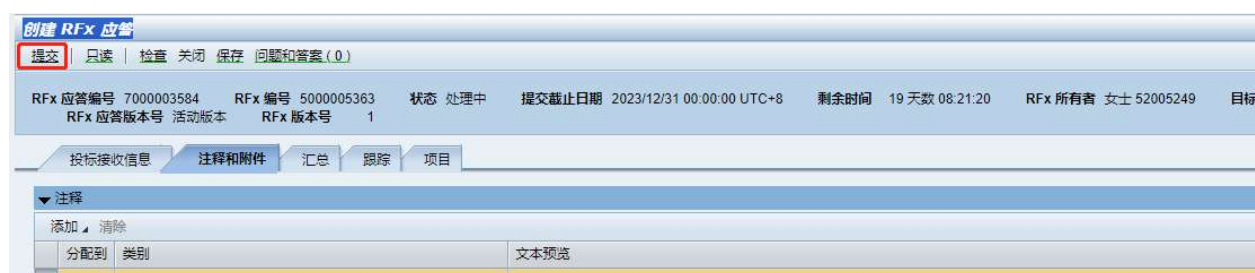 创建 RFx 应答
提交 | 只读 | 检查 关闭 保存 问题和答案 ( 0 )
RFx 应答编号 7000003584 RFx 编号 5000005363 状态 处理中 提交截止日期 2023/12/31 00:00:00 UTC+8 剩余时间 19 天数 08:21:20 RFx 所有者 女士 52005249 目标
RFx 应答版本号 活动版本 RFx 版本号 1
投标接收信息 注释和附件 汇总 跟踪 项目
注释
添加 清除
分配到 类别 文本预览